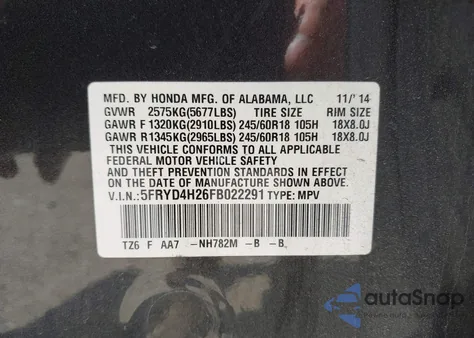 MFD. BY HONDA MFG. OF ALABAMA, LLC 11/'14
GVWR 2575KG(5677LBS) TIRE SIZE RIM SIZE
GAWR F 1320KG(2910LBS) 245/60R18 105H 18X8.0J
GAWR R1345KG(2965LBS) 245/60R18 105H 18X8.0J
THIS VEHICLE CONFORMS TO ALL APPLICABLE
FEDERAL MOTOR VEHICLE SAFETY
AND THEFT PREVENTION STANDARDS IN EFFECT
ON THE DATE OF MANUFACTURE SHOWN ABOVE.
V.I.N.: 5FRYD4H26FB022291 TYPE: MPV
TZ6 F AA7 -NH782M -B -B
autoSnap